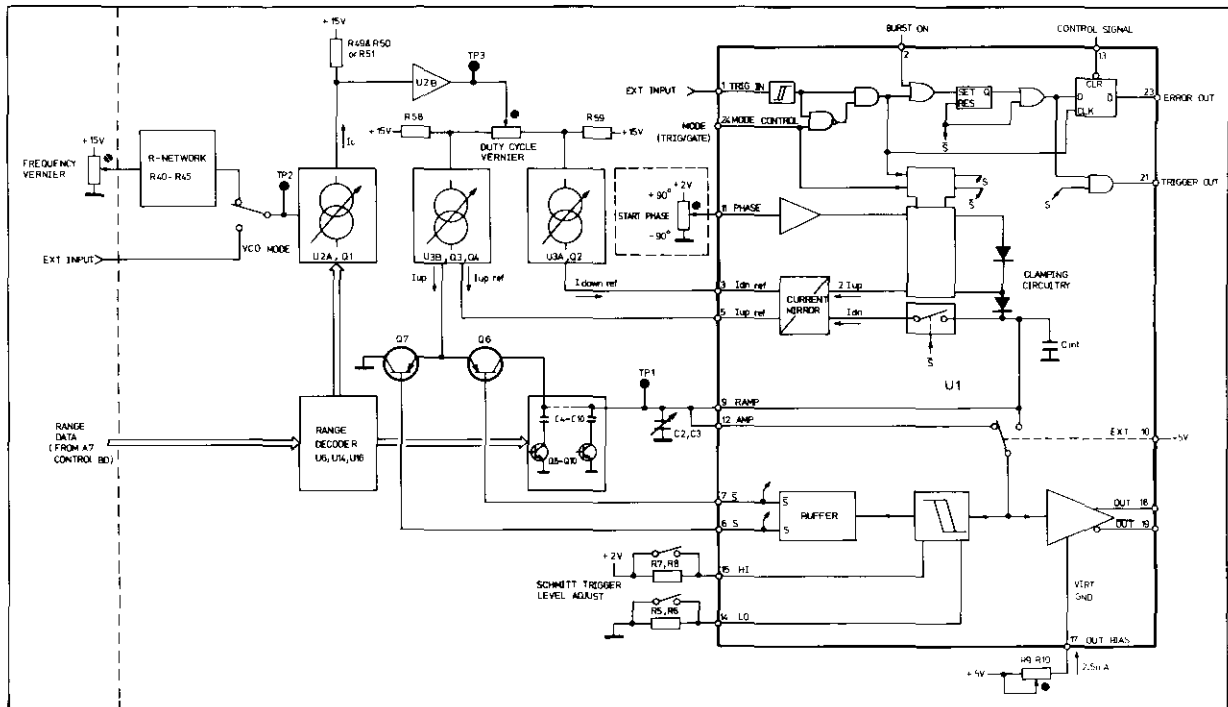 +15V
R49&R50
or R51
TP3
U2B
BURST ON
2
CONTROL SIGNAL
13
EXT INPUT
1 TRIG IN
SET Q
RES
CLR
D
CLK
23
ERROR OUT
MODE
(TRIG/GATE)
24 MODE CONTROL
S̅
+15V
R58
R59
+15V
DUTY CYCLE
VERNIER
FREQUENCY
VERNIER
+15V
R-NETWORK
R40-R45
TP2
VCO MODE
EXT INPUT
U2A, Q1
U3B, Q3, Q4
U3A, Q2
+2V
+90°
START PHASE
-90°
11 PHASE
S
S̅
S
21
TRIGGER OUT
Iup
Iup ref
Idown ref
3 Idn ref
5 Iup ref
CURRENT
MIRROR
2 Iup
Idn
S̅
CLAMPING
CIRCUITRY
C int
U1
Q7
Q6
TP1
C2,C3
9 RAMP
12 AMP
EXT 10
+5V
RANGE
DATA
(FROM A7
CONTROL BD)
RANGE
DECODER
U6, U14, U16
C4-C10
7 S̅
6 S
S̅
S
BUFFER
OUT 18
OUT 19
+2V
R7,R8
15 HI
SCHMITT TRIGGER
LEVEL ADJUST
R5,R6
14 LO
VIRT
GND
17 OUT BIAS
R9 R10
2.5mA